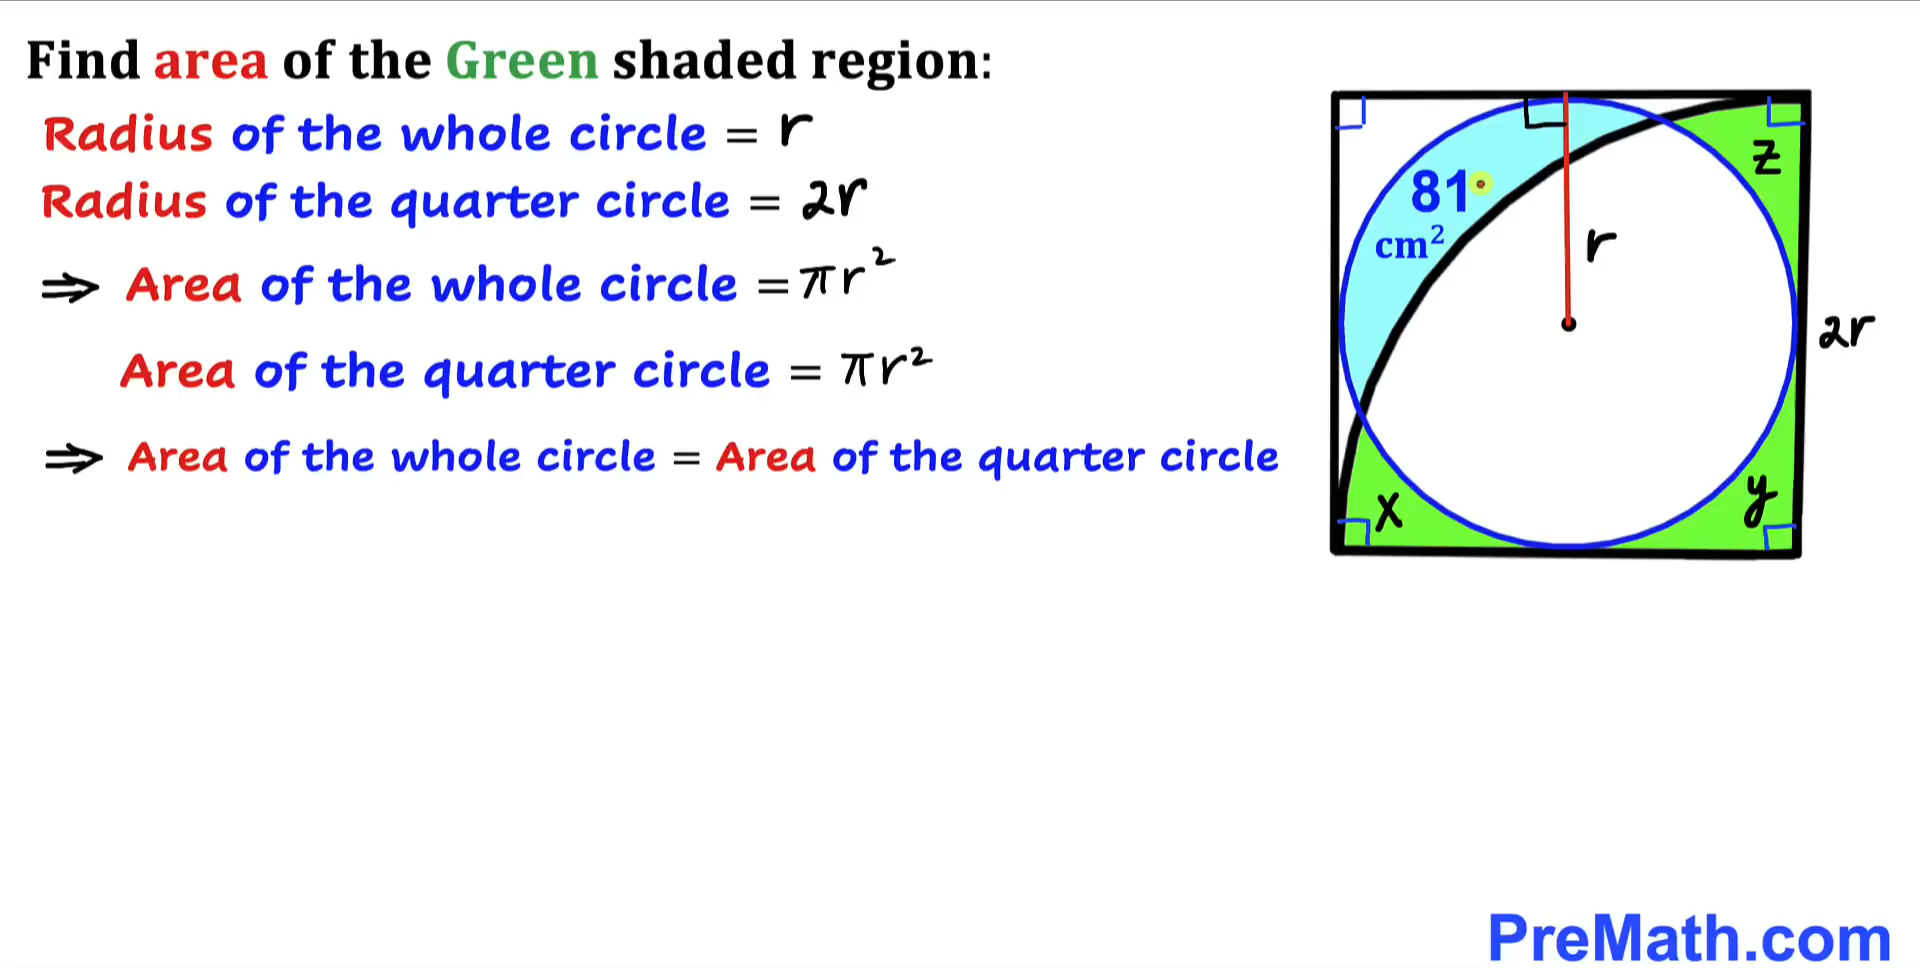 Find area of the Green shaded region:
Radius of the whole circle = r
Radius of the quarter circle = 2r
⇒ Area of the whole circle = πr²
Area of the quarter circle = πr²
⇒ Area of the whole circle = Area of the quarter circle
z
81
cm²
r
2r
x
y
PreMath.com